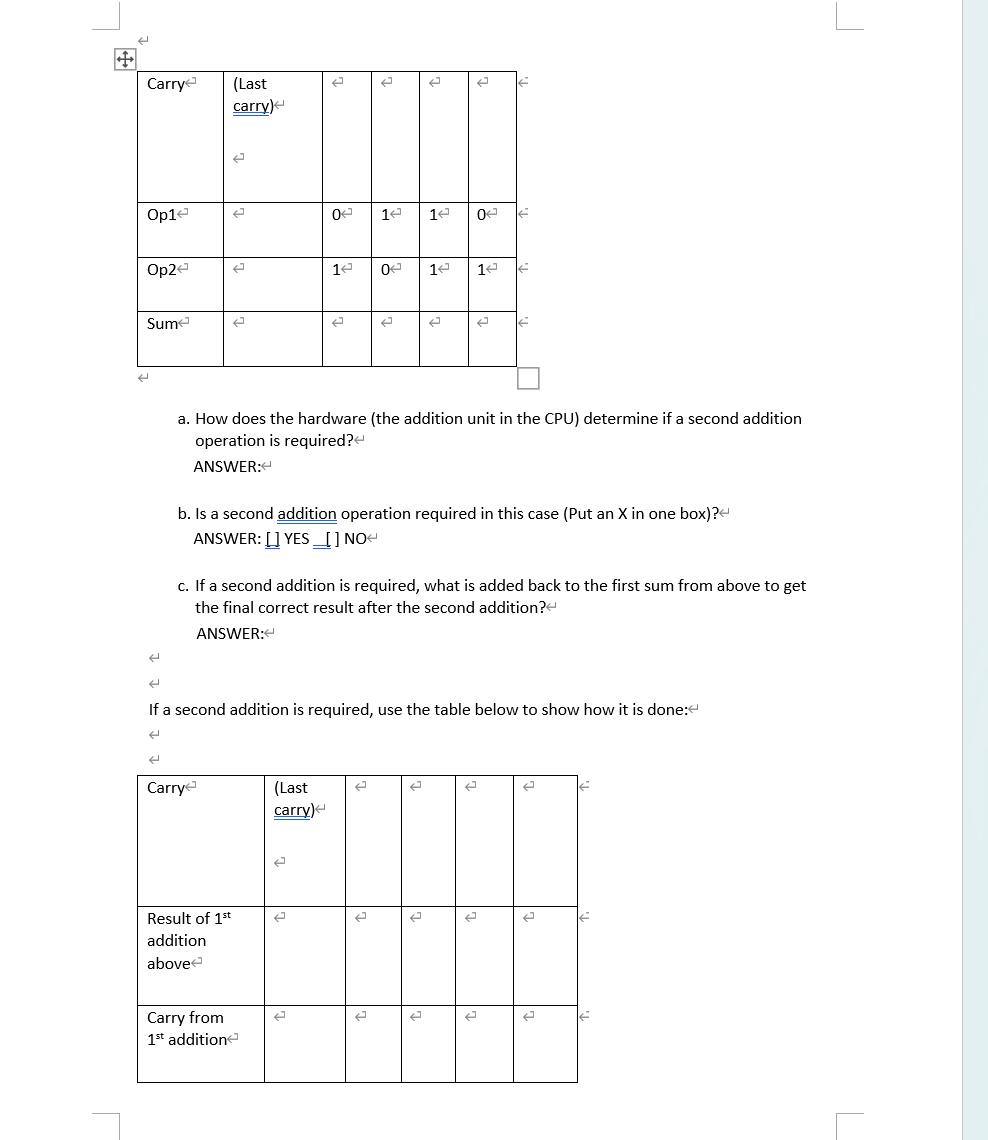 Carry (Last
carry)
Op1 0 1 1 0
Op2 1 0 1 1
Sum
a. How does the hardware (the addition unit in the CPU) determine if a second addition
operation is required?
ANSWER:
b. Is a second addition operation required in this case (Put an X in one box)?
ANSWER: [ ] YES _[ ] NO
c. If a second addition is required, what is added back to the first sum from above to get
the final correct result after the second addition?
ANSWER:
If a second addition is required, use the table below to show how it is done:
Carry (Last
carry)
Result of 1st
addition
above
Carry from
1st addition